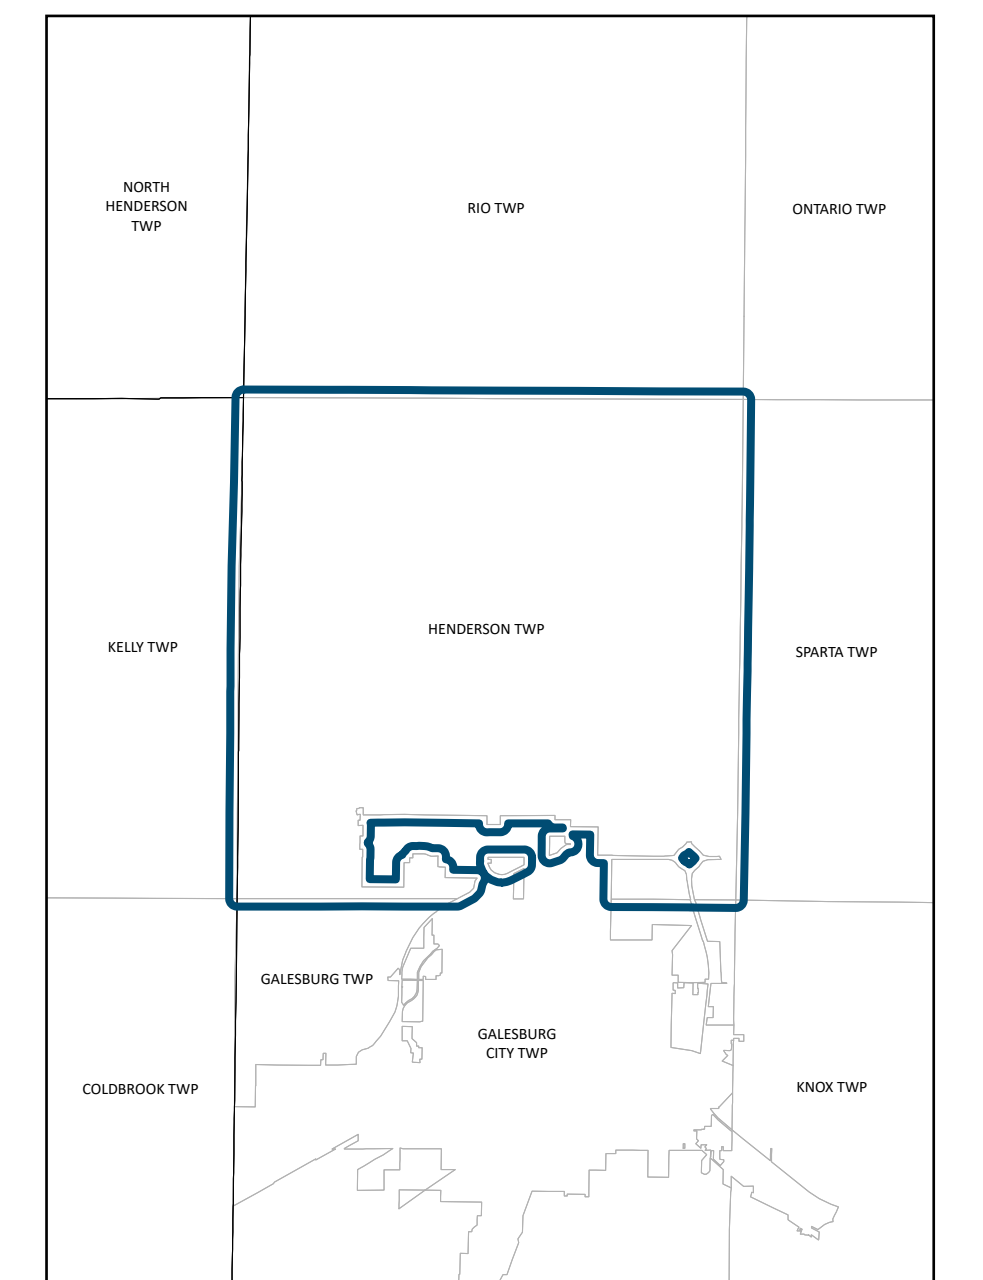 NORTH
HENDERSON
TWP
RIO TWP
ONTARIO TWP
HENDERSON TWP
KELLY TWP
SPARTA TWP
GALESBURG TWP
GALESBURG
CITY TWP
COLDBROOK TWP
KNOX TWP